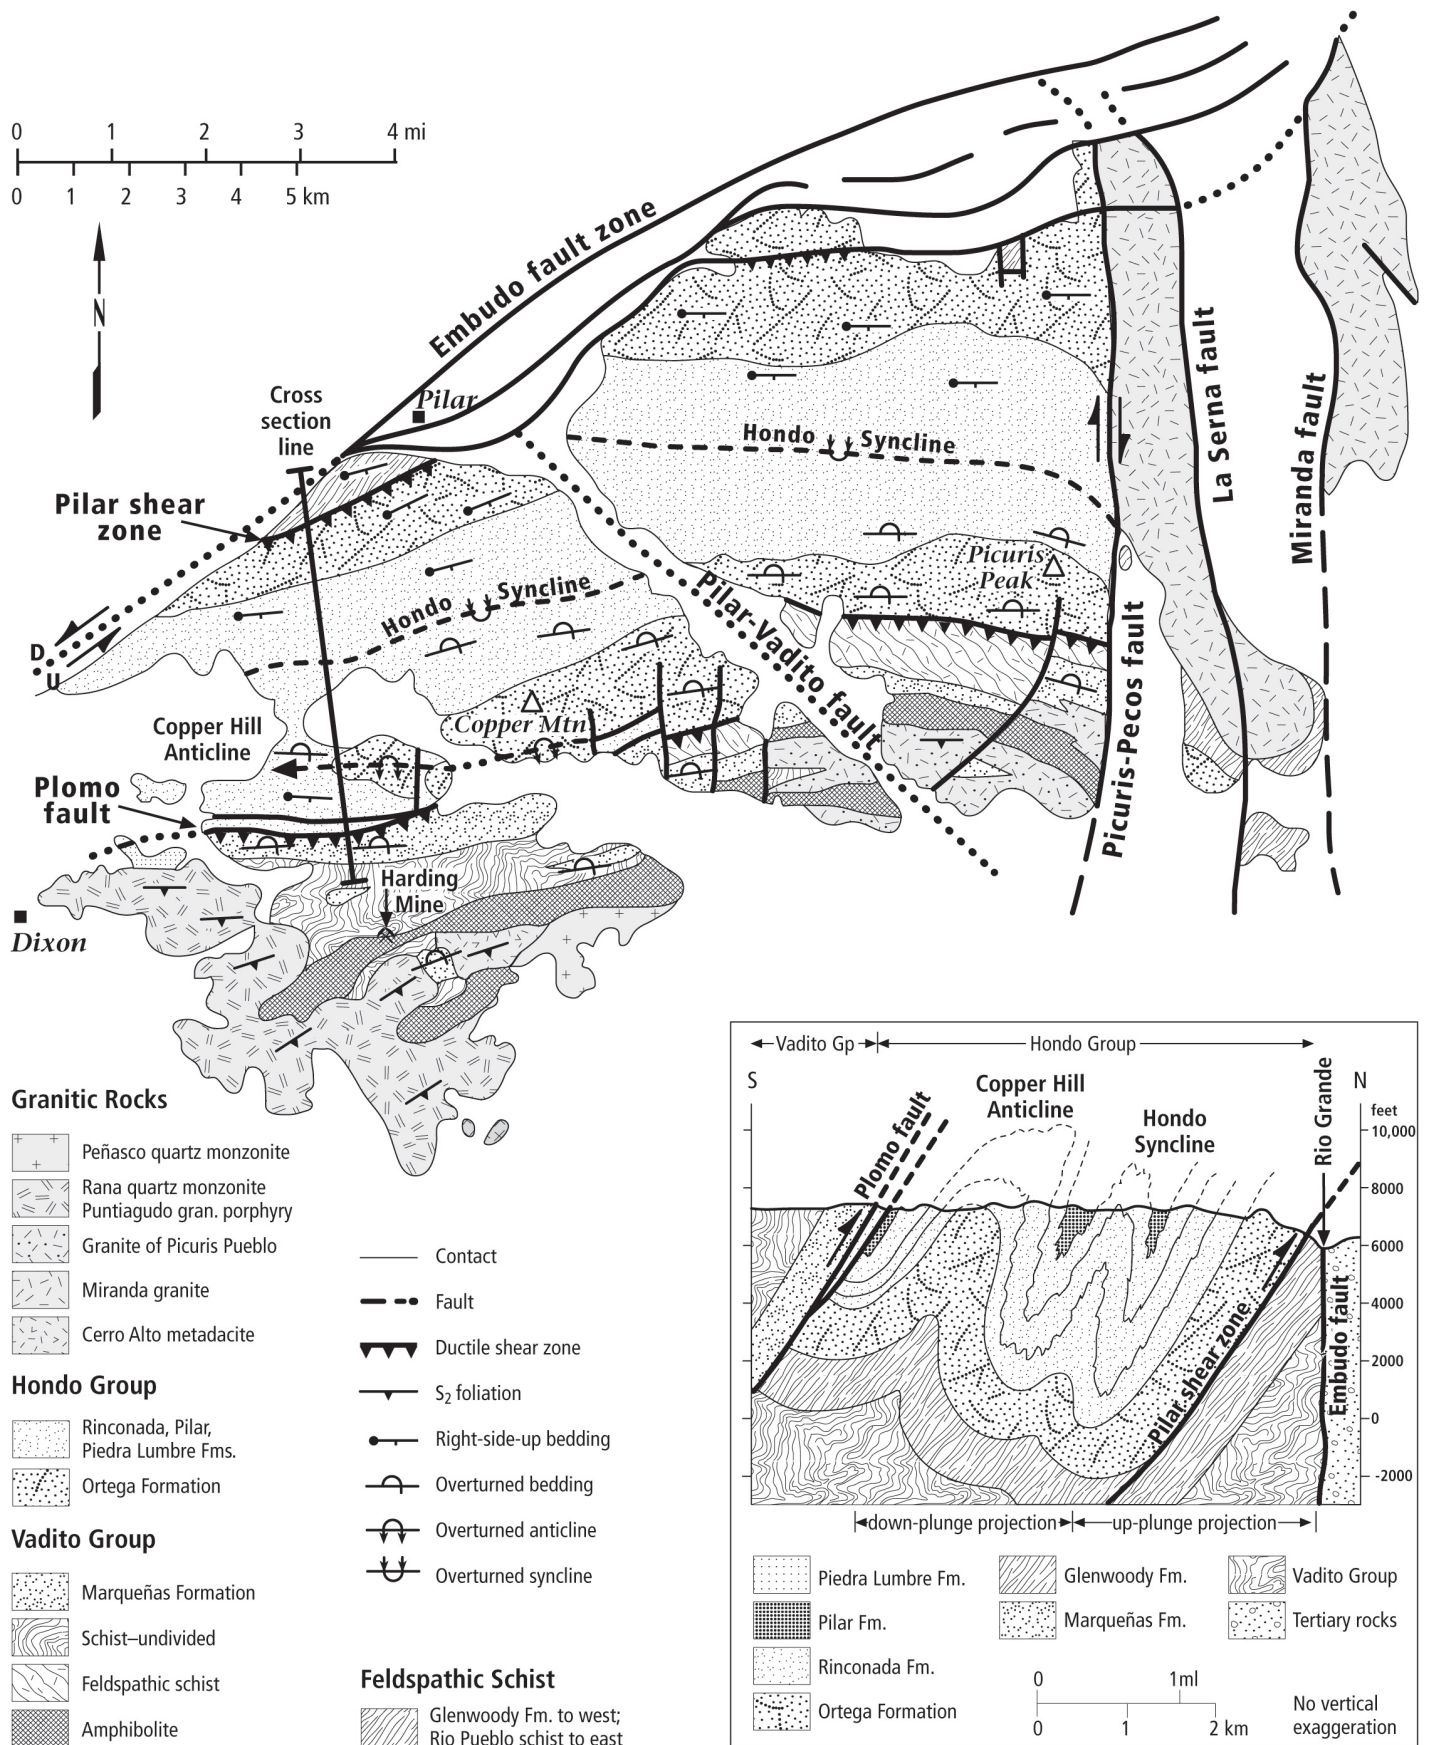 0 1 2 3 4 mi
0 1 2 3 4 5 km
N
Embudo fault zone
Pilar
Cross
section
line
Pilar shear
zone
Hondo Syncline
Hondo Syncline
La Serna fault
Miranda fault
Picuris
Peak
Pilar-Vadito fault
Picuris-Pecos fault
D
U
Copper Hill
Anticline
Copper Mtn
Plomo
fault
Harding
Mine
Dixon
Granitic Rocks
Peñasco quartz monzonite
Rana quartz monzonite
Puntiagudo gran. porphyry
Granite of Picuris Pueblo
Miranda granite
Cerro Alto metadacite
Hondo Group
Rinconada, Pilar,
Piedra Lumbre Fms.
Ortega Formation
Vadito Group
Marqueñas Formation
Schist–undivided
Feldspathic schist
Amphibolite
Contact
Fault
Ductile shear zone
S2 foliation
Right-side-up bedding
Overturned bedding
Overturned anticline
Overturned syncline
Feldspathic Schist
Glenwoody Fm. to west;
Rio Pueblo schist to east
Vadito Gp
Hondo Group
S
N
Copper Hill
Anticline
Hondo
Syncline
Plomo fault
Rio Grande
feet
10,000
8000
6000
4000
2000
0
-2000
Pilar shear zone
Embudo fault
down-plunge projection
up-plunge projection
Piedra Lumbre Fm.
Pilar Fm.
Rinconada Fm.
Ortega Formation
Glenwoody Fm.
Marqueñas Fm.
Vadito Group
Tertiary rocks
0 1ml
0 1 2 km
No vertical
exaggeration